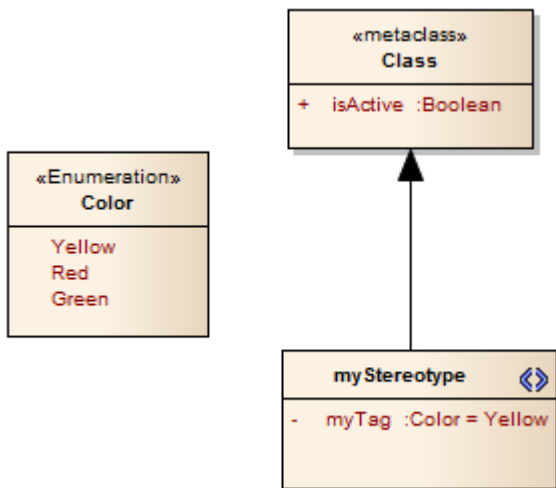 «metaclass»
Class
+ isActive :Boolean
«Enumeration»
Color
Yellow
Red
Green
myStereotype
- myTag :Color = Yellow